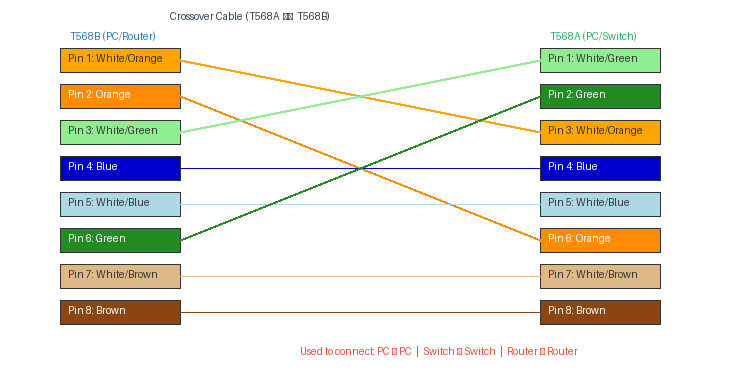 Crossover Cable (T568A T568B)
T568B (PC/Router)
T568A (PC/Switch)
Pin 1: White/Orange
Pin 1: White/Green
Pin 2: Orange
Pin 2: Green
Pin 3: White/Green
Pin 3: White/Orange
Pin 4: Blue
Pin 4: Blue
Pin 5: White/Blue
Pin 5: White/Blue
Pin 6: Green
Pin 6: Orange
Pin 7: White/Brown
Pin 7: White/Brown
Pin 8: Brown
Pin 8: Brown
Used to connect: PC PC | Switch Switch | Router Router